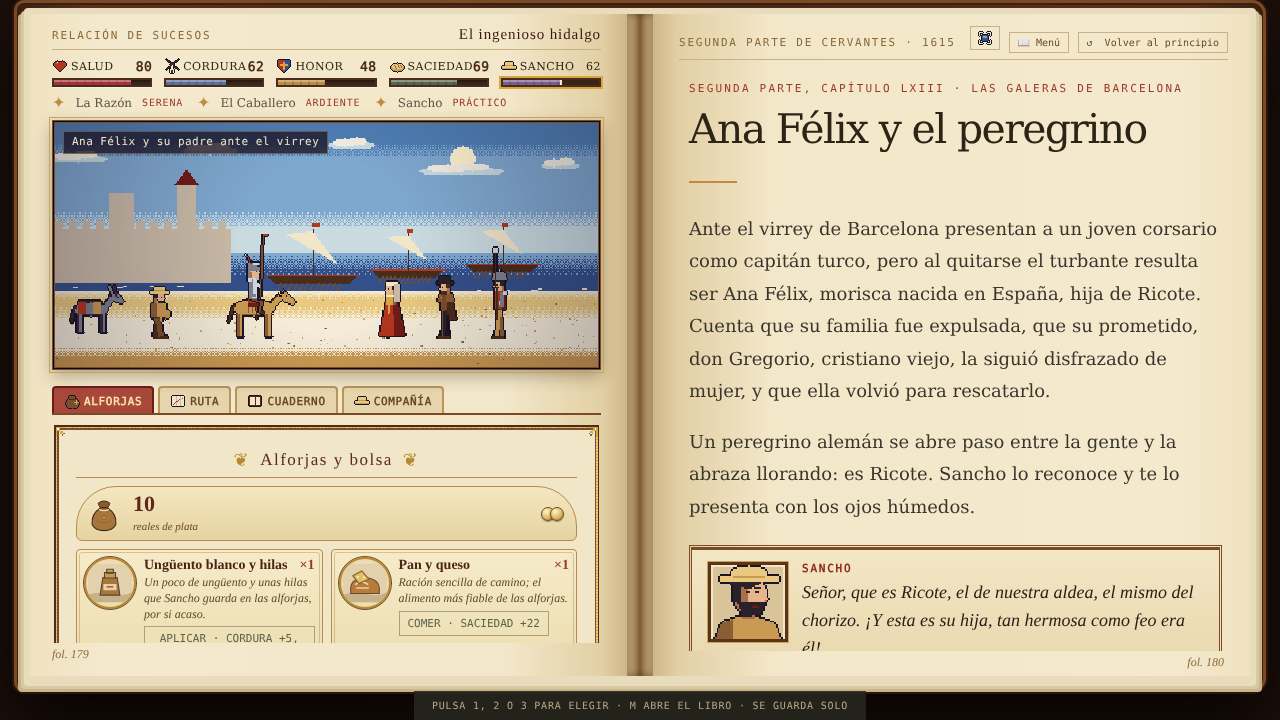 RELACIÓN DE SUCESOS
El ingenioso hidalgo
SALUD 80
CORDURA 62
HONOR 48
SACIEDAD 69
SANCHO 62
La Razón SERENA
El Caballero ARDIENTE
Sancho PRÁCTICO
Ana Félix y su padre ante el virrey
ALFORJAS
RUTA
CUADERNO
COMPAÑÍA
Alforjas y bolsa
10
reales de plata
Ungüento blanco y hilas ×1
Un poco de ungüento y unas hilas
que Sancho guarda en las alforjas,
por si acaso.
APLICAR · CORDURA +5,
Pan y queso ×1
Ración sencilla de camino; el
alimento más fiable de las alforjas.
COMER · SACIEDAD +22
fol. 179
SEGUNDA PARTE DE CERVANTES · 1615
Menú
↺ Volver al principio
SEGUNDA PARTE, CAPÍTULO LXIII · LAS GALERAS DE BARCELONA
Ana Félix y el peregrino
Ante el virrey de Barcelona presentan a un joven corsario
como capitán turco, pero al quitarse el turbante resulta
ser Ana Félix, morisca nacida en España, hija de Ricote.
Cuenta que su familia fue expulsada, que su prometido,
don Gregorio, cristiano viejo, la siguió disfrazado de
mujer, y que ella volvió para rescatarlo.
Un peregrino alemán se abre paso entre la gente y la
abraza llorando: es Ricote. Sancho lo reconoce y te lo
presenta con los ojos húmedos.
SANCHO
Señor, que es Ricote, el de nuestra aldea, el mismo del
chorizo. ¡Y esta es su hija, tan hermosa como feo era
él!
fol. 180
PULSA 1, 2 O 3 PARA ELEGIR · M ABRE EL LIBRO · SE GUARDA SOLO